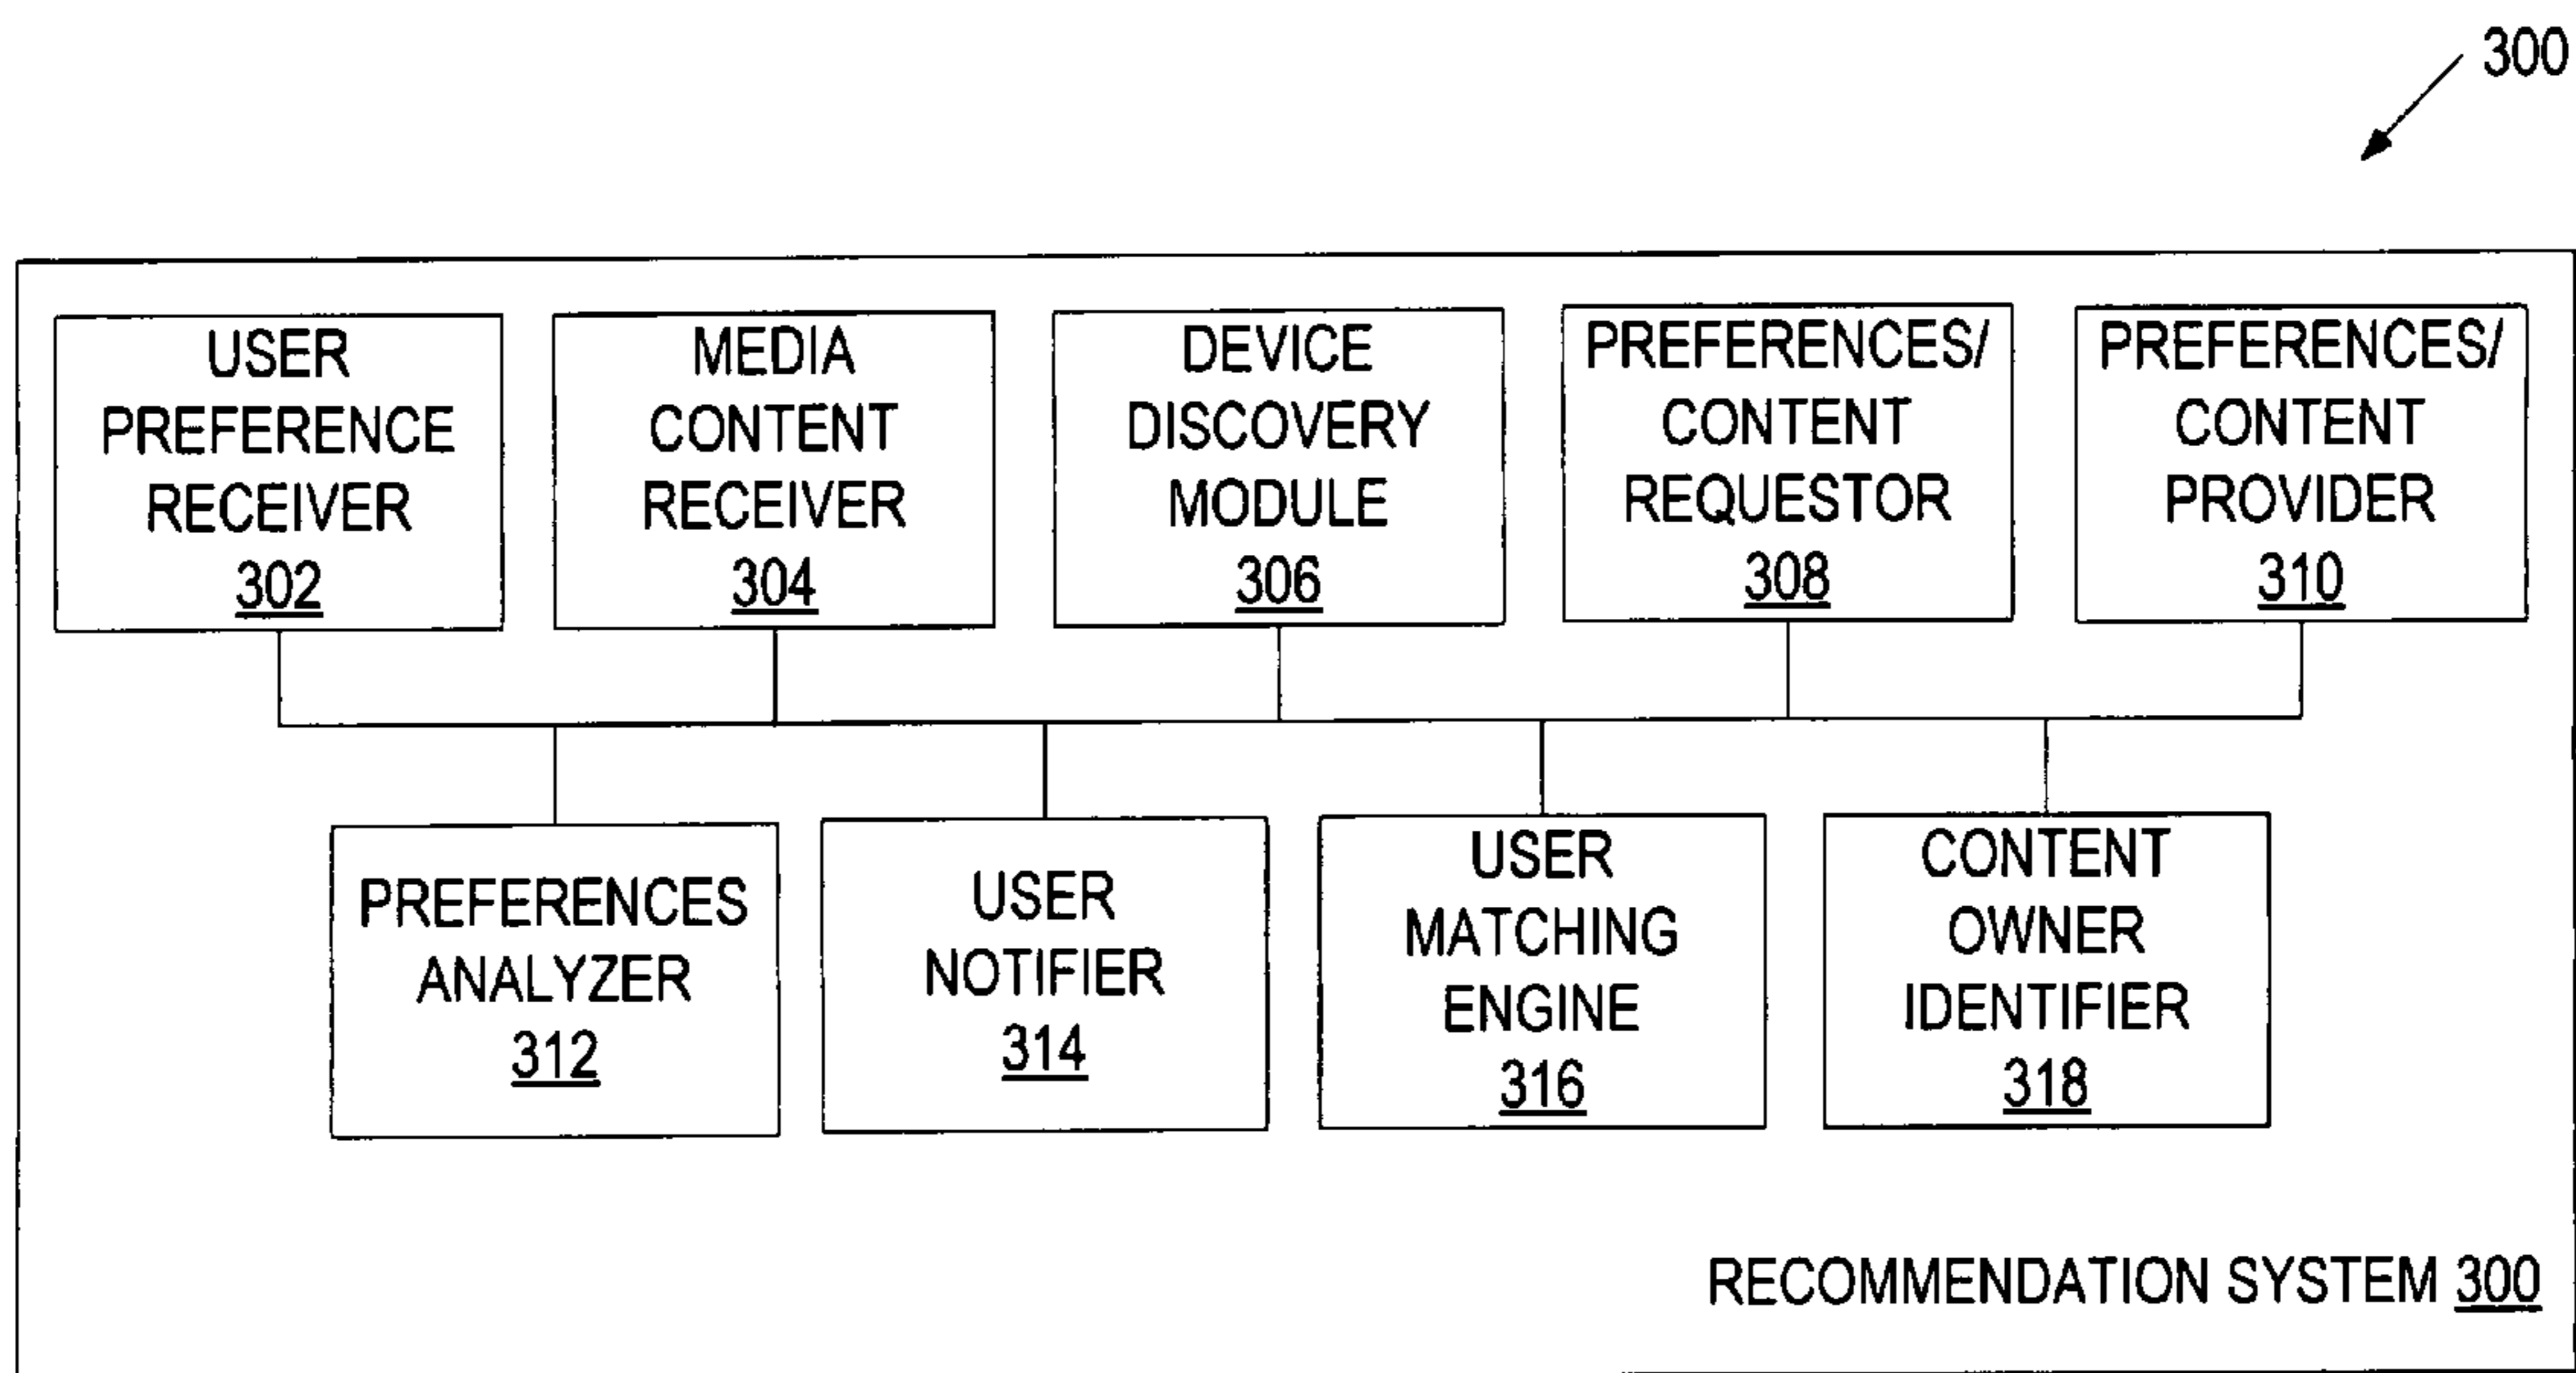 300
USER
PREFERENCE
RECEIVER
302
MEDIA
CONTENT
RECEIVER
304
DEVICE
DISCOVERY
MODULE
306
PREFERENCES/
CONTENT
REQUESTOR
308
PREFERENCES/
CONTENT
PROVIDER
310
PREFERENCES
ANALYZER
312
USER
NOTIFIER
314
USER
MATCHING
ENGINE
316
CONTENT
OWNER
IDENTIFIER
318
RECOMMENDATION SYSTEM 300